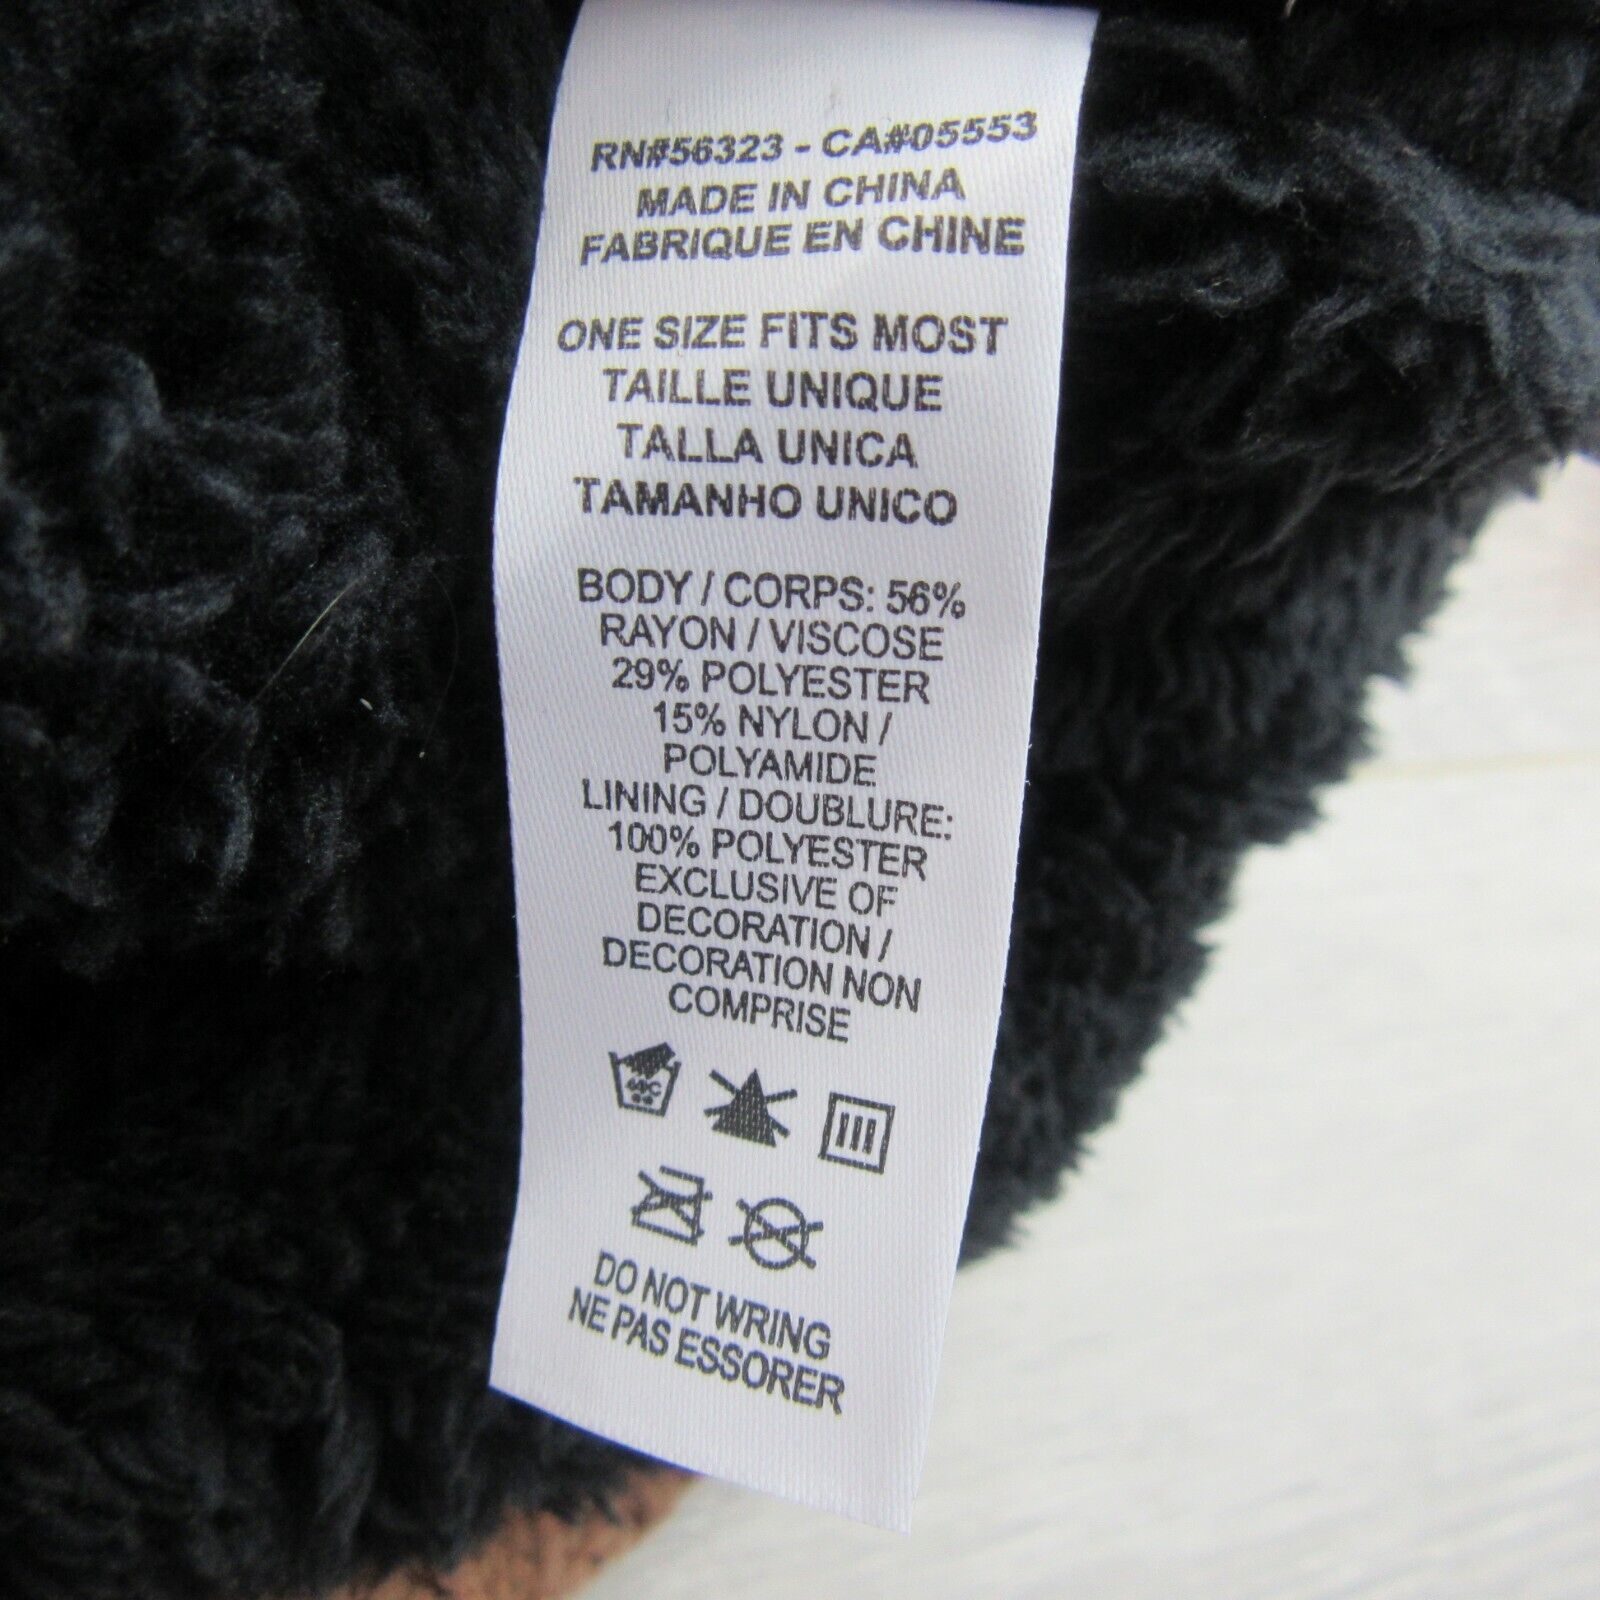 RN#56323 - CA#05553
MADE IN CHINA
FABRIQUE EN CHINE
ONE SIZE FITS MOST
TAILLE UNIQUE
TALLA UNICA
TAMANHO UNICO
BODY / CORPS: 56%
RAYON / VISCOSE
29% POLYESTER
15% NYLON /
POLYAMIDE
LINING / DOUBLURE:
100% POLYESTER
EXCLUSIVE OF
DECORATION /
DECORATION NON
COMPRISE
DO NOT WRING
NE PAS ESSORER